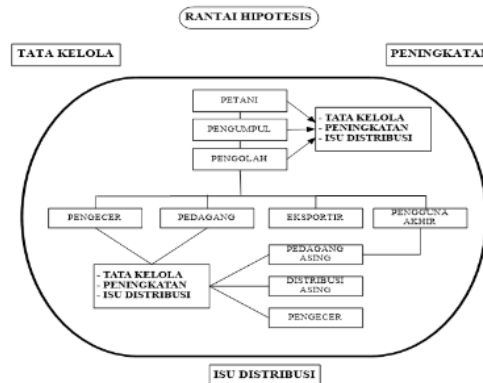 RANTAI HIPOTESIS
TATA KELOLA
PENINGKATAN
PETANI
PENGUMPUL
PENGOLAH
- TATA KELOLA
- PENINGKATAN
- ISU DISTRIBUSI
PENGECER
PEDAGANG
EKSPORTIR
PENGGUNA
AKHIR
- TATA KELOLA
- PENINGKATAN
- ISU DISTRIBUSI
PEDAGANG
ASING
DISTRIBUSI
ASING
PENGECER
ISU DISTRIBUSI